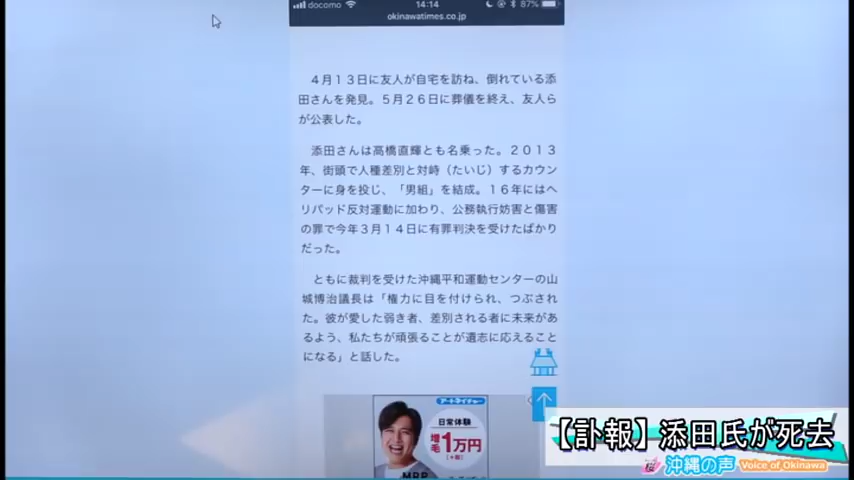 docomo 14:14 87%
okinawatimes.co.jp
4月13日に友人が自宅を訪ね、倒れている添
田さんを発見。5月26日に葬儀を終え、友人ら
が公表した。
添田さんは高橋直輝とも名乗った。2013
年、街頭で人種差別と対峙（たいじ）するカウン
ターに身を投じ、「男組」を結成。16年にはヘ
リパッド反対運動に加わり、公務執行妨害と傷害
の罪で今年3月14日に有罪判決を受けたばかり
だった。
ともに裁判を受けた沖縄平和運動センターの山
城博治議長は「権力に目を付けられ、つぶされ
た。彼が愛した弱き者、差別される者に未来があ
るよう、私たちが頑張ることが遺志に応えること
になる」と話した。
アートネイチャー
日常体験
増毛1万円
MRP
【訃報】添田氏が死去
桜 沖縄の声 Voice of Okinawa